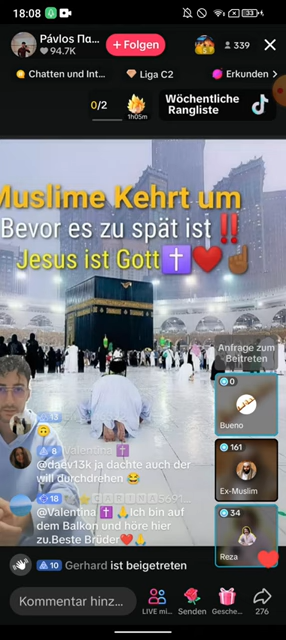 18:08
Pávlos Πα...
94.7K
+ Folgen
339
Chatten und Int...
Liga C2
Erkunden >
0/2
1h05m
Wöchentliche
Rangliste
Muslime Kehrt um
Bevor es zu spät ist‼️
Jesus ist Gott✝️❤️☝🏾
Anfrage zum
Beitreten
0
Bueno
161
Ex-Muslim
34
Reza
🙃
8 Valentina ✝️
@daev13k ja dachte auch der
will durchdrehen 😂
18
@Valentina ✝️ 🙏Ich bin auf
dem Balkon und höre hier
zu.Beste Brüder❤️🙏
10 Gerhard ist beigetreten
Kommentar hinz...
LIVE mi...
Senden
Gesche...
276